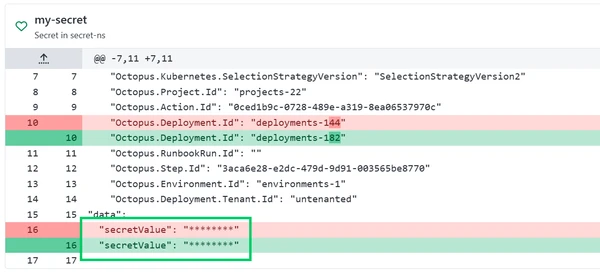 my-secret
Secret in secret-ns
@@ -7,11 +7,11
7 7 "Octopus.Kubernetes.SelectionStrategyVersion": "SelectionStrategyVersion2"
8 8 "Octopus.Project.Id": "projects-22"
9 9 "Octopus.Action.Id": "0ced1b9c-0728-489e-a319-8ea06537970c"
10 "Octopus.Deployment.Id": "deployments-144"
10 "Octopus.Deployment.Id": "deployments-182"
11 11 "Octopus.RunbookRun.Id": ""
12 12 "Octopus.Step.Id": "3aca6e28-e2dc-479d-9d91-003565be8770"
13 13 "Octopus.Environment.Id": "environments-1"
14 14 "Octopus.Deployment.Tenant.Id": "untenanted"
15 15 "data":
16 "secretValue": "********"
16 "secretValue": "********"
17 17